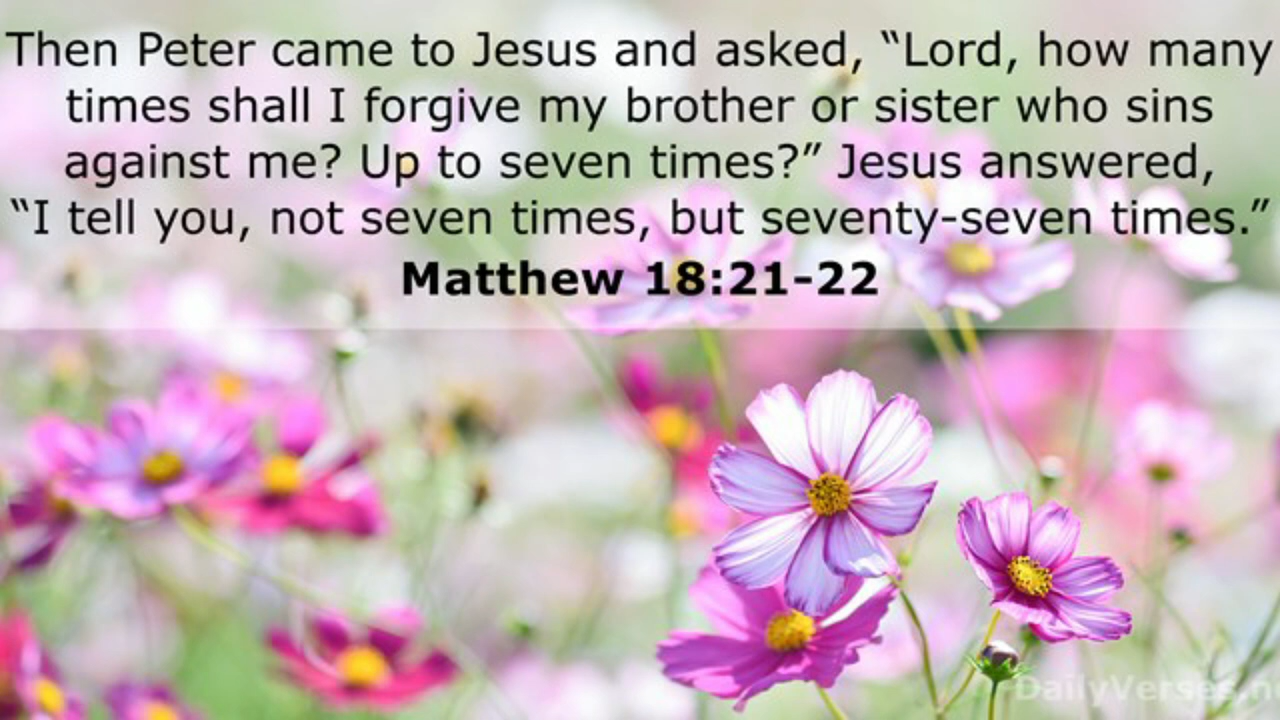 Then Peter came to Jesus and asked, “Lord, how many
times shall I forgive my brother or sister who sins
against me? Up to seven times?” Jesus answered,
“I tell you, not seven times, but seventy-seven times.”
Matthew 18:21-22
DailyVerses.n